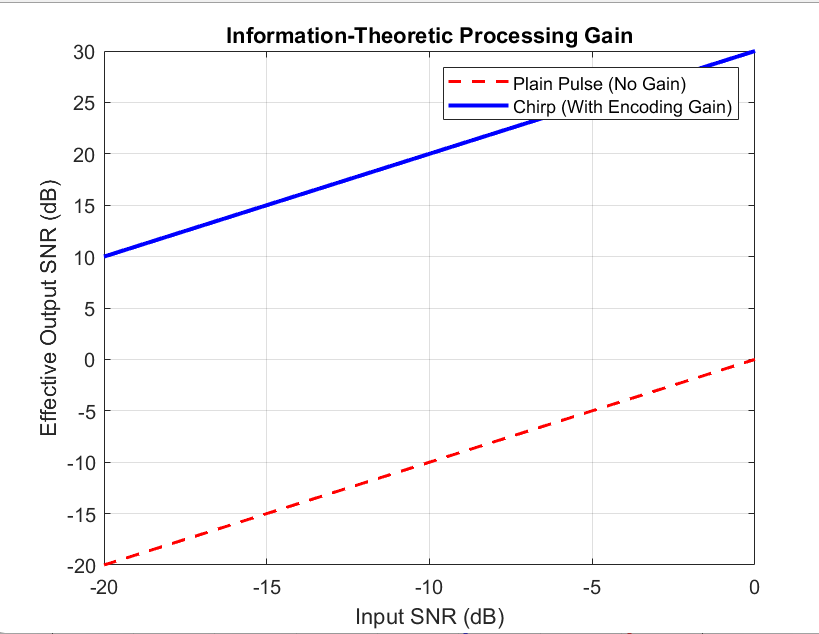 Information-Theoretic Processing Gain
30
25
20
15
10
5
0
-5
-10
-15
-20
Effective Output SNR (dB)
Plain Pulse (No Gain)
Chirp (With Encoding Gain)
-20 -15 -10 -5 0
Input SNR (dB)